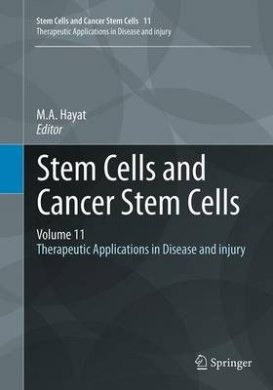 Stem Cells and Cancer Stem Cells 11
Therapeutic Applications in Disease and injury
M.A. Hayat
Editor
Stem Cells and
Cancer Stem Cells
Volume 11
Therapeutic Applications in Disease and injury
Springer